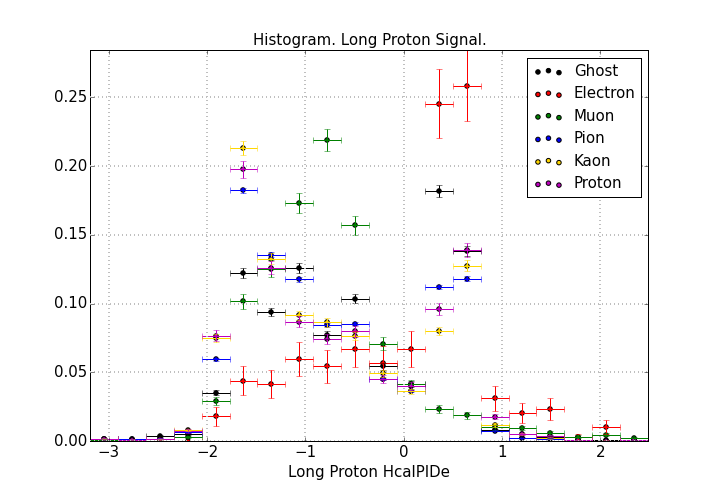 Histogram. Long Proton Signal.
Ghost
Electron
Muon
Pion
Kaon
Proton
0.25
0.20
0.15
0.10
0.05
0.00
−3 −2 −1 0 1 2
Long Proton HcalPIDe